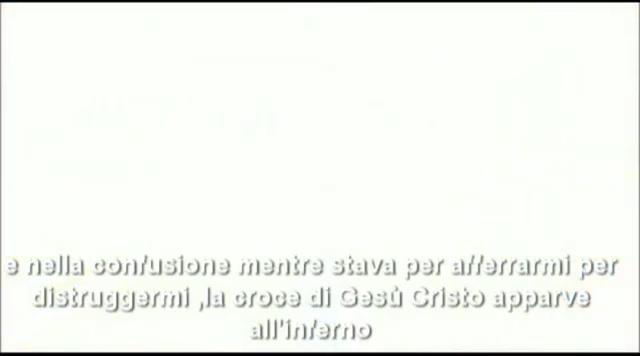 e nella confusione mentre stava per afferrarmi per
distruggermi ,la croce di Gesù Cristo apparve
all'inferno